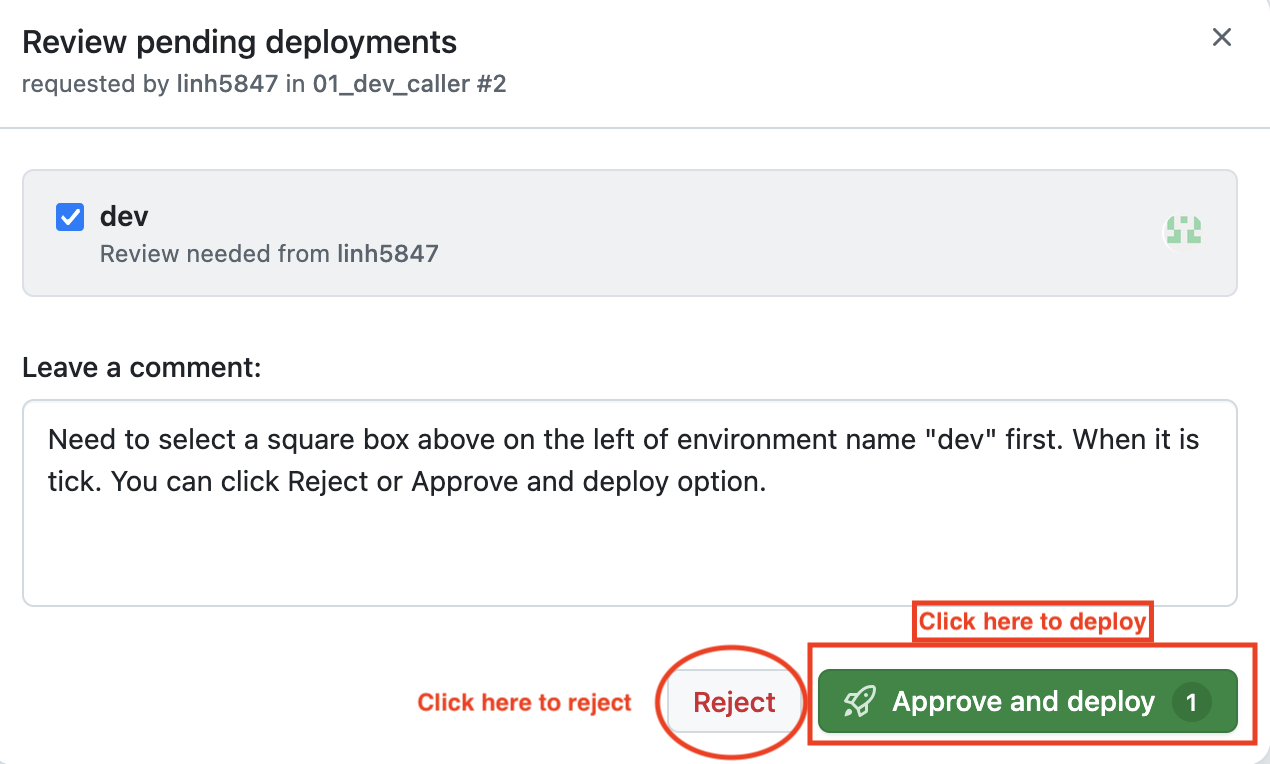 Review pending deployments
requested by linh5847 in 01_dev_caller #2
dev
Review needed from linh5847
Leave a comment:
Need to select a square box above on the left of environment name "dev" first. When it is
tick. You can click Reject or Approve and deploy option.
Click here to deploy
Click here to reject
Reject
Approve and deploy 1